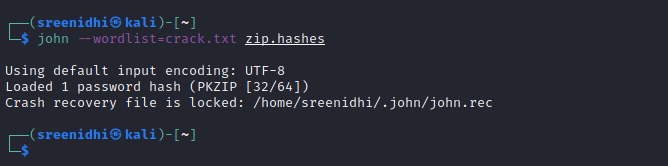 ┌──(sreenidhi㉿kali)-[~]
└─$ john --wordlist=crack.txt zip.hashes
Using default input encoding: UTF-8
Loaded 1 password hash (PKZIP [32/64])
Crash recovery file is locked: /home/sreenidhi/.john/john.rec
┌──(sreenidhi㉿kali)-[~]
└─$